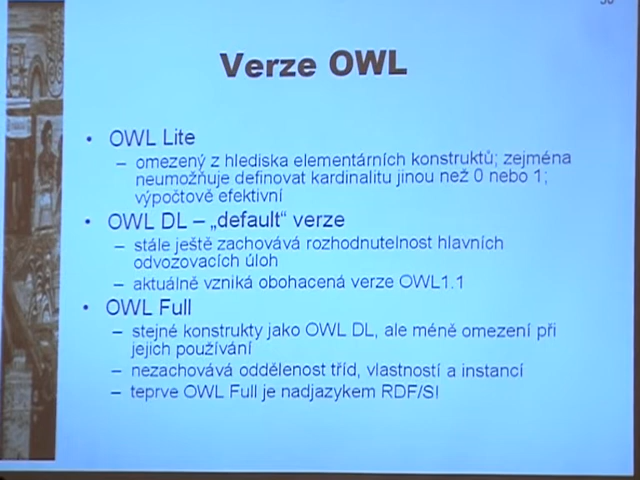 Verze OWL
• OWL Lite
– omezený z hlediska elementárních konstruktů; zejména
neumožňuje definovat kardinalitu jinou než 0 nebo 1;
výpočtově efektivní
• OWL DL – „default“ verze
– stále ještě zachovává rozhodnutelnost hlavních
odvozovacích úloh
– aktuálně vzniká obohacená verze OWL1.1
• OWL Full
– stejné konstrukty jako OWL DL, ale méně omezení při
jejich používání
– nezachovává oddělenost tříd, vlastností a instancí
– teprve OWL Full je nadjazykem RDF/S!